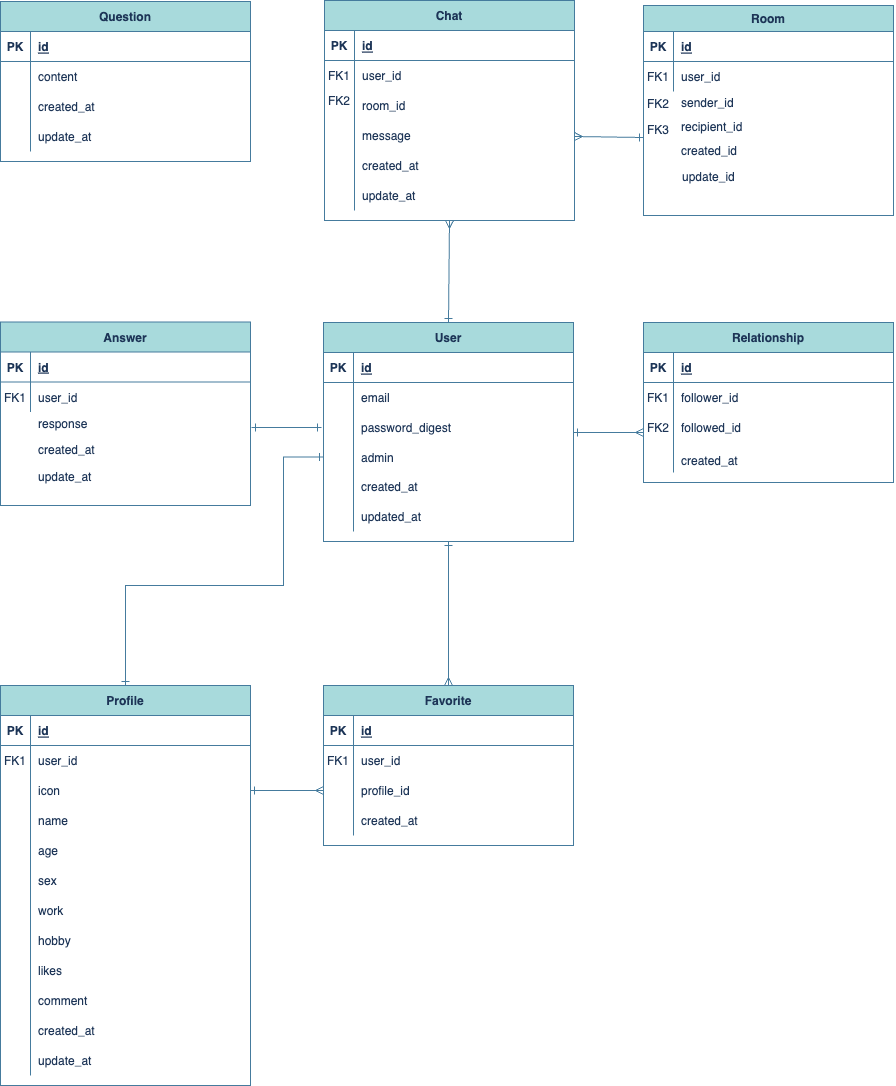 Question
PK id
content
created_at
update_at
Chat
PK id
FK1 user_id
FK2 room_id
message
created_at
update_at
Room
PK id
FK1 user_id
FK2 sender_id
FK3 recipient_id
created_id
update_id
Answer
PK id
FK1 user_id
response
created_at
update_at
User
PK id
email
password_digest
admin
created_at
updated_at
Relationship
PK id
FK1 follower_id
FK2 followed_id
created_at
Profile
PK id
FK1 user_id
icon
name
age
sex
work
hobby
likes
comment
created_at
update_at
Favorite
PK id
FK1 user_id
profile_id
created_at